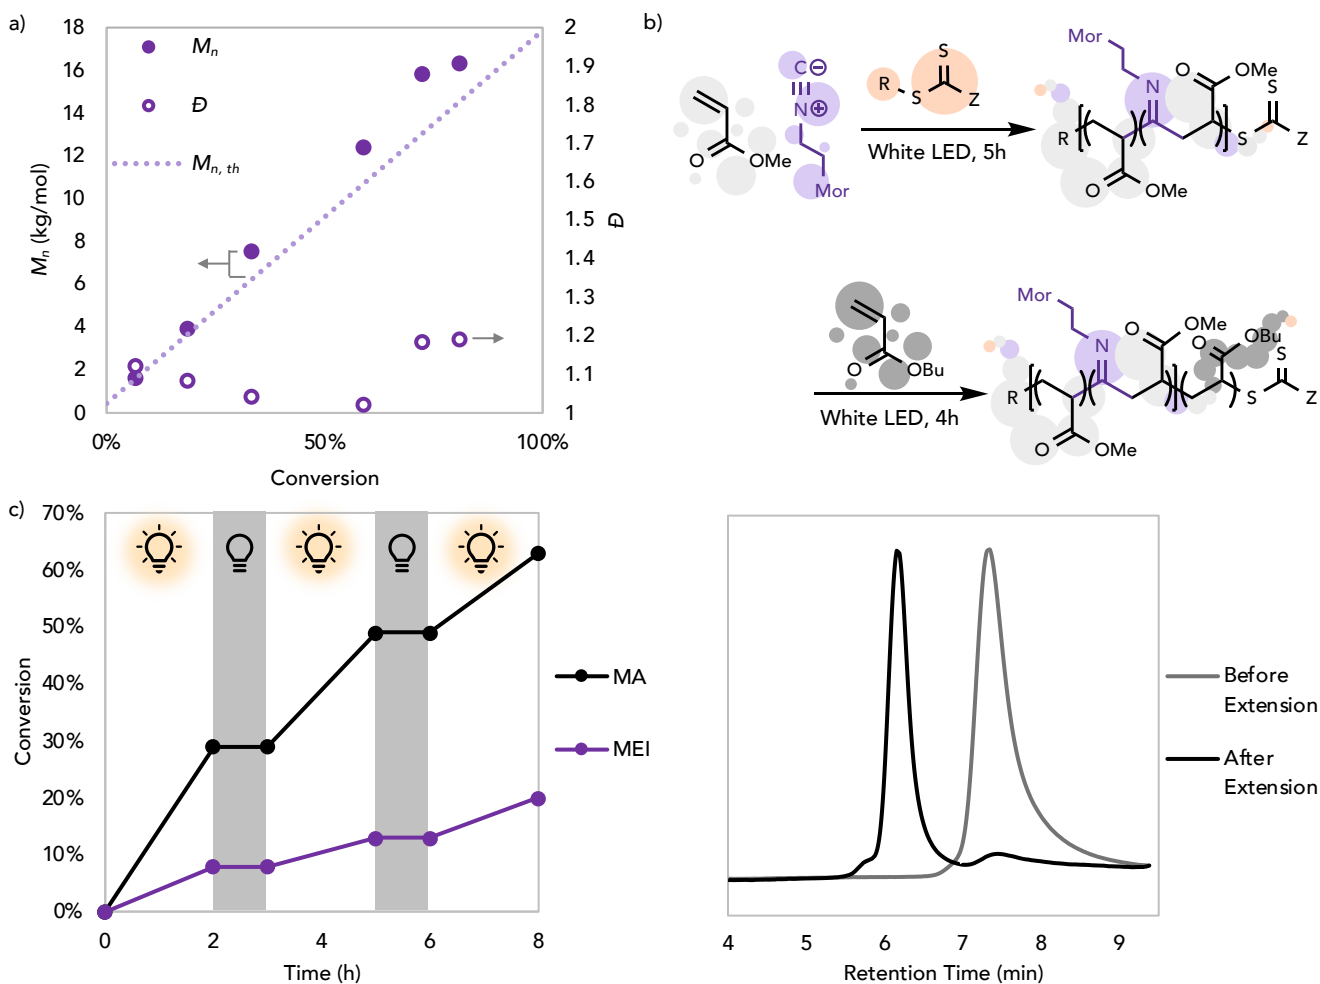 a)
18
16
14
12
10
8
6
4
2
0
Mn (kg/mol)
Mn
Đ
Mn, th
2
1.9
1.8
1.7
1.6
1.5
1.4
1.3
1.2
1.1
1
Đ
0%
50%
100%
Conversion
b)
O
OMe
C
N
Mor
R
S
S
Z
White LED, 5h
Mor
N
O
OMe
R
O
OMe
S
S
Z
O
OBu
White LED, 4h
Mor
N
O
OMe
O
OBu
R
O
OMe
S
S
Z
c)
70%
60%
50%
40%
30%
20%
10%
0%
Conversion
0
2
4
6
8
Time (h)
MA
MEI
4
5
6
7
8
9
Retention Time (min)
Before
Extension
After
Extension